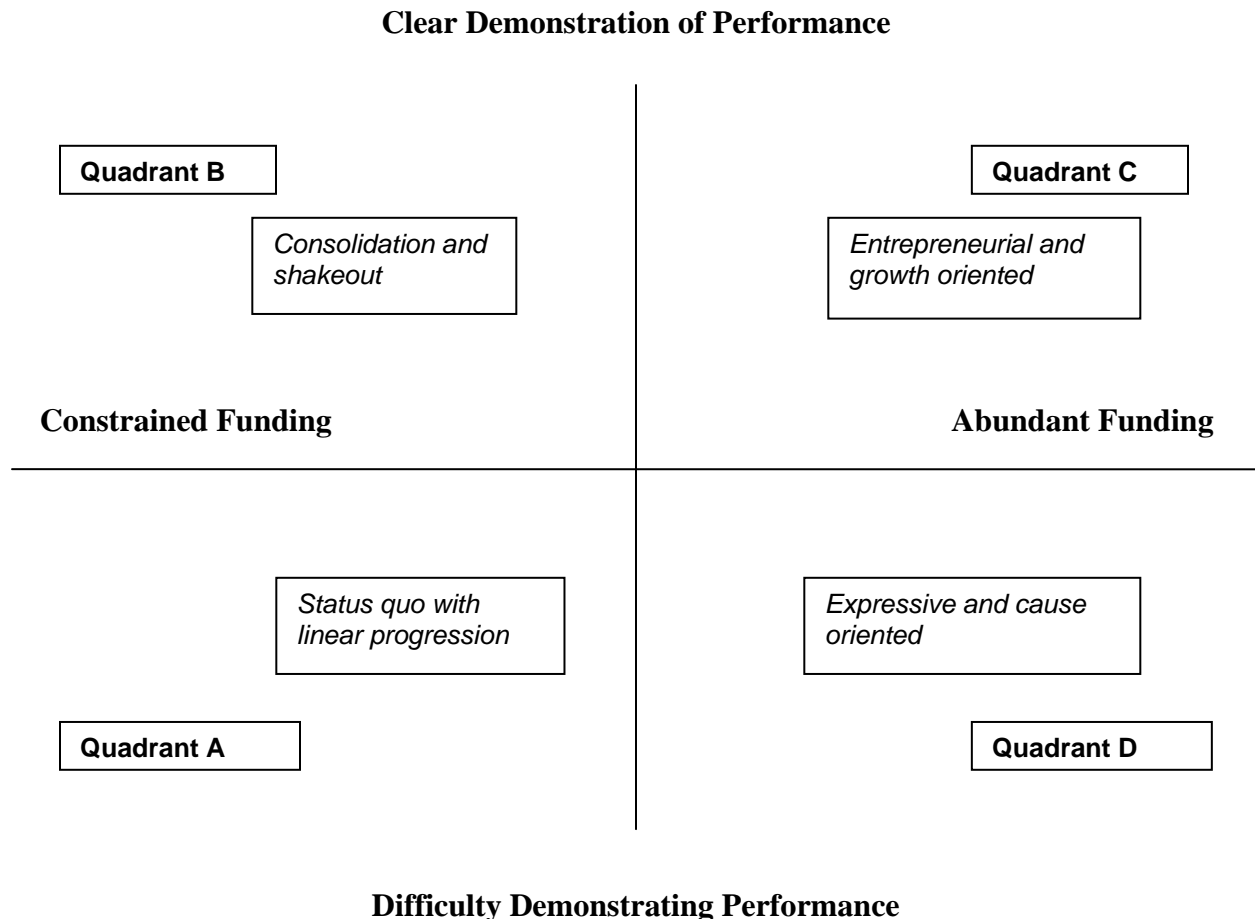 Clear Demonstration of Performance
Quadrant B
Quadrant C
Consolidation and
shakeout
Entrepreneurial and
growth oriented
Constrained Funding
Abundant Funding
Status quo with
linear progression
Expressive and cause
oriented
Quadrant A
Quadrant D
Difficulty Demonstrating Performance